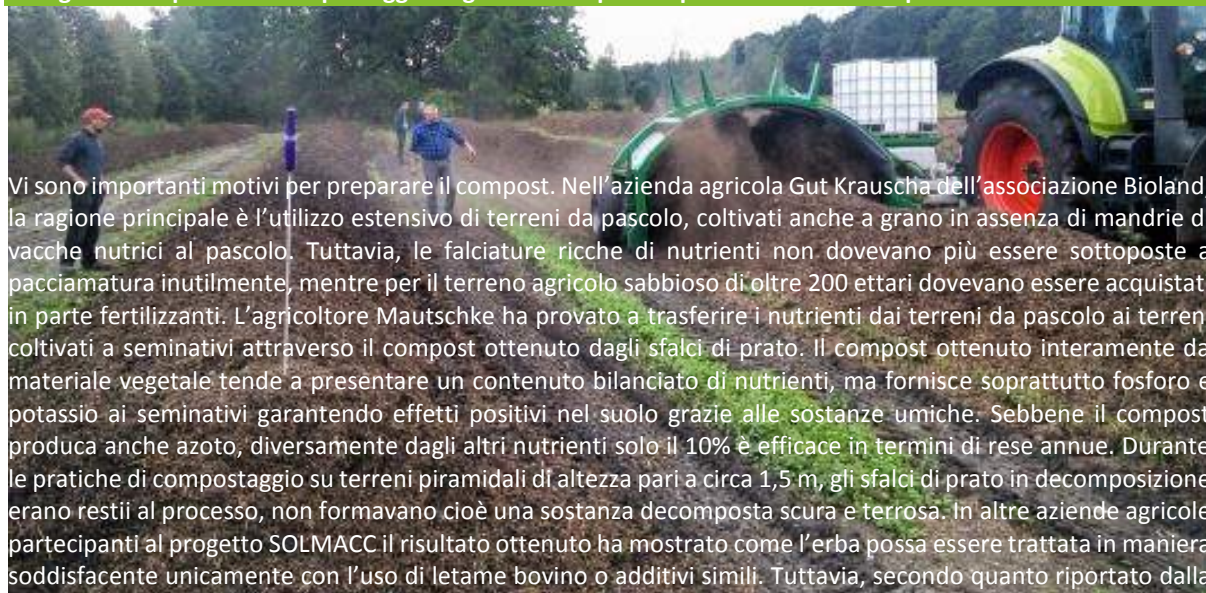 Vi sono importanti motivi per preparare il compost. Nell'azienda agricola Gut Krauscha dell'associazione Bioland,
la ragione principale è l'utilizzo estensivo di terreni da pascolo, coltivati anche a grano in assenza di mandrie d
vacche nutrici al pascolo. Tuttavia, le falciature ricche di nutrienti non dovevano più essere sottoposte a
pacciamatura inutilmente, mentre per il terreno agricolo sabbioso di oltre 200 ettari dovevano essere acquistat
in parte fertilizzanti. L'agricoltore Mautschke ha provato a trasferire i nutrienti dai terreni da pascolo ai terren
coltivati a seminativi attraverso il compost ottenuto dagli sfalci di prato. Il compost ottenuto interamente da
materiale vegetale tende a presentare un contenuto bilanciato di nutrienti, ma fornisce soprattutto fosforo e
potassio ai seminativi garantendo effetti positivi nel suolo grazie alle sostanze umiche. Sebbene il compost
produca anche azoto, diversamente dagli altri nutrienti solo il 10% è efficace in termini di rese annue. Durante
le pratiche di compostaggio su terreni piramidali di altezza pari a circa 1,5 m, gli sfalci di prato in decomposizione
erano restii al processo, non formavano cioè una sostanza decomposta scura e terrosa. In altre aziende agricole
partecipanti al progetto SOLMACC il risultato ottenuto ha mostrato come l'erba possa essere trattata in maniera
soddisfacente unicamente con l'uso di letame bovino o additivi simili. Tuttavia, secondo quanto riportato dalla